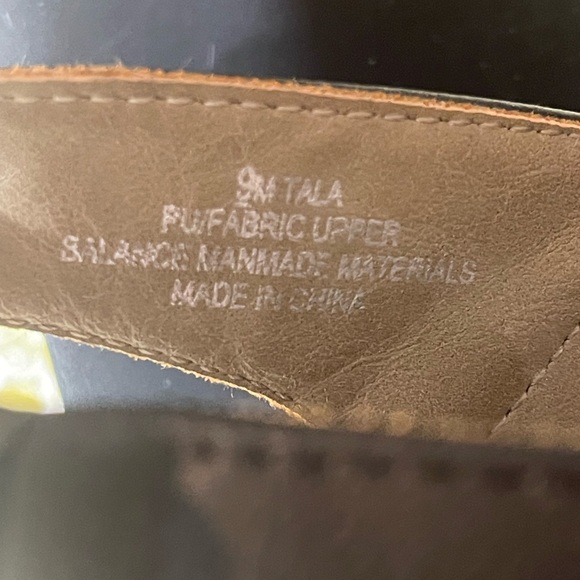 9M TALA
PU/FABRIC UPPER
BALANCE MANMADE MATERIALS
MADE IN CHINA